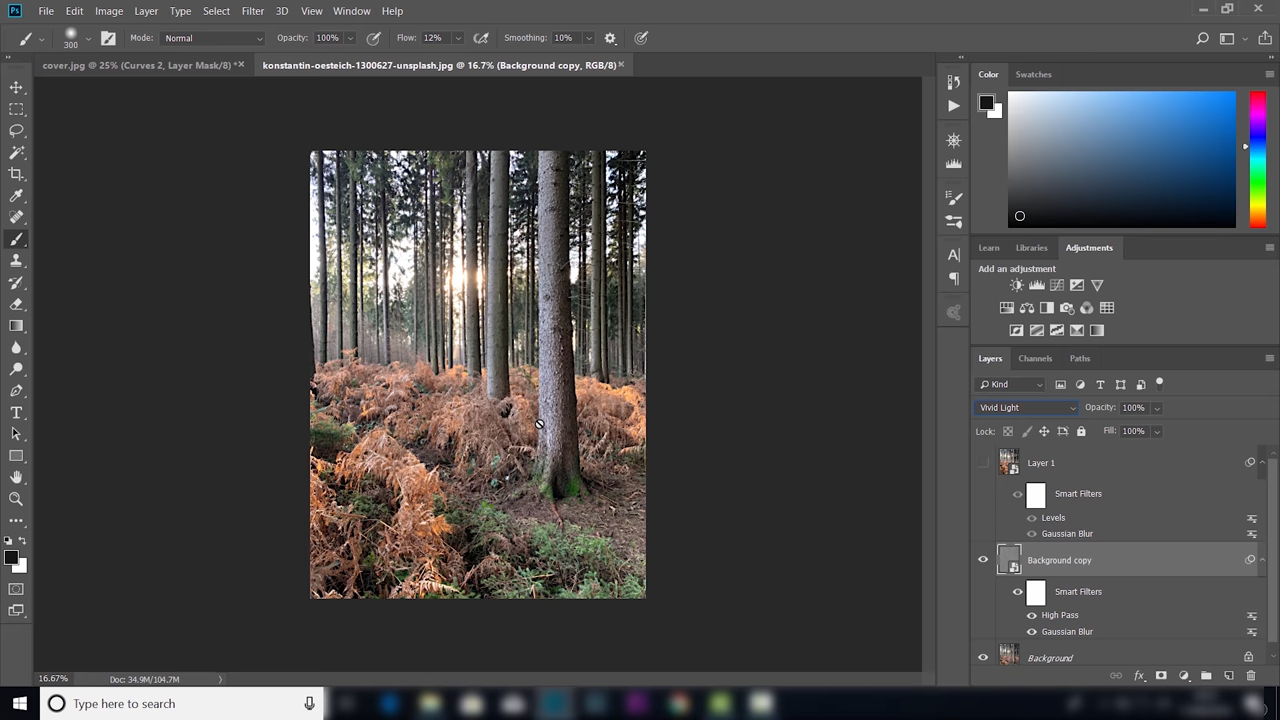 Ps File Edit Image Layer Type Select Filter 3D View Window Help
300 Mode: Normal Opacity: 100% Flow: 12% Smoothing: 10%
cover.jpg @ 25% (Curves 2, Layer Mask/8) * × konstantin-oesteich-1300627-unsplash.jpg @ 16.7% (Background copy, RGB/8) ×
Color Swatches
Learn Libraries Adjustments
Add an adjustment
Layers Channels Paths
Kind
Vivid Light Opacity: 100%
Lock: Fill: 100%
Layer 1
Smart Filters
Levels
Gaussian Blur
Background copy
Smart Filters
High Pass
Gaussian Blur
Background
16.67% Doc: 34.9M/104.7M
Type here to search